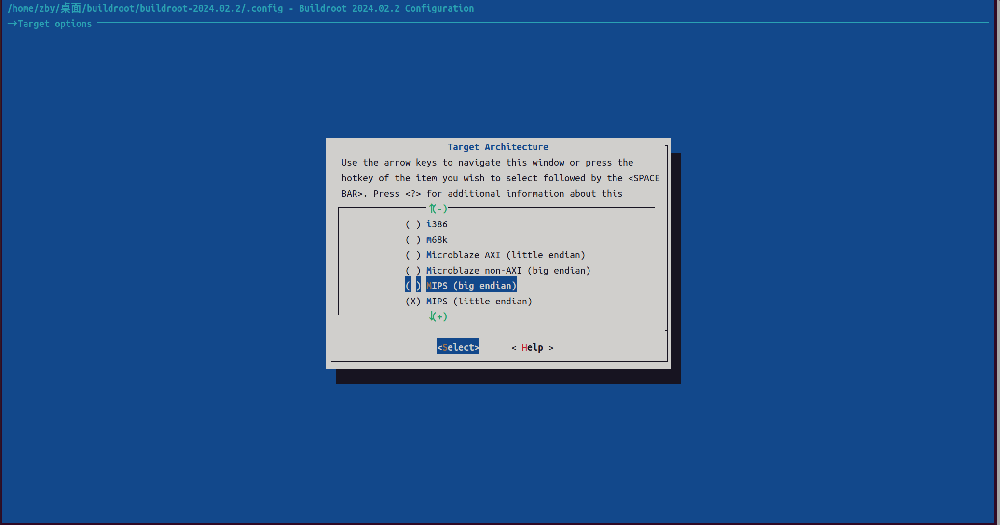 /home/zby/桌面/buildroot/buildroot-2024.02.2/.config - Buildroot 2024.02.2 Configuration
→Target options
Target Architecture
Use the arrow keys to navigate this window or press the
hotkey of the item you wish to select followed by the <SPACE
BAR>. Press <?> for additional information about this
↑(-)
( ) i386
( ) m68k
( ) Microblaze AXI (little endian)
( ) Microblaze non-AXI (big endian)
( ) MIPS (big endian)
(X) MIPS (little endian)
↓(+)
<Select> < Help >